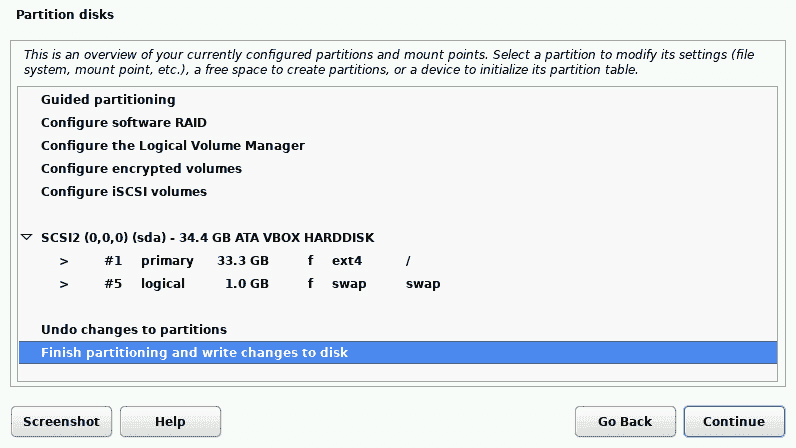 Partition disks
This is an overview of your currently configured partitions and mount points. Select a partition to modify its settings (file
system, mount point, etc.), a free space to create partitions, or a device to initialize its partition table.
Guided partitioning
Configure software RAID
Configure the Logical Volume Manager
Configure encrypted volumes
Configure iSCSI volumes
SCSI2 (0,0,0) (sda) - 34.4 GB ATA VBOX HARDDISK
> #1 primary 33.3 GB f ext4 /
> #5 logical 1.0 GB f swap swap
Undo changes to partitions
Finish partitioning and write changes to disk
Screenshot Help Go Back Continue